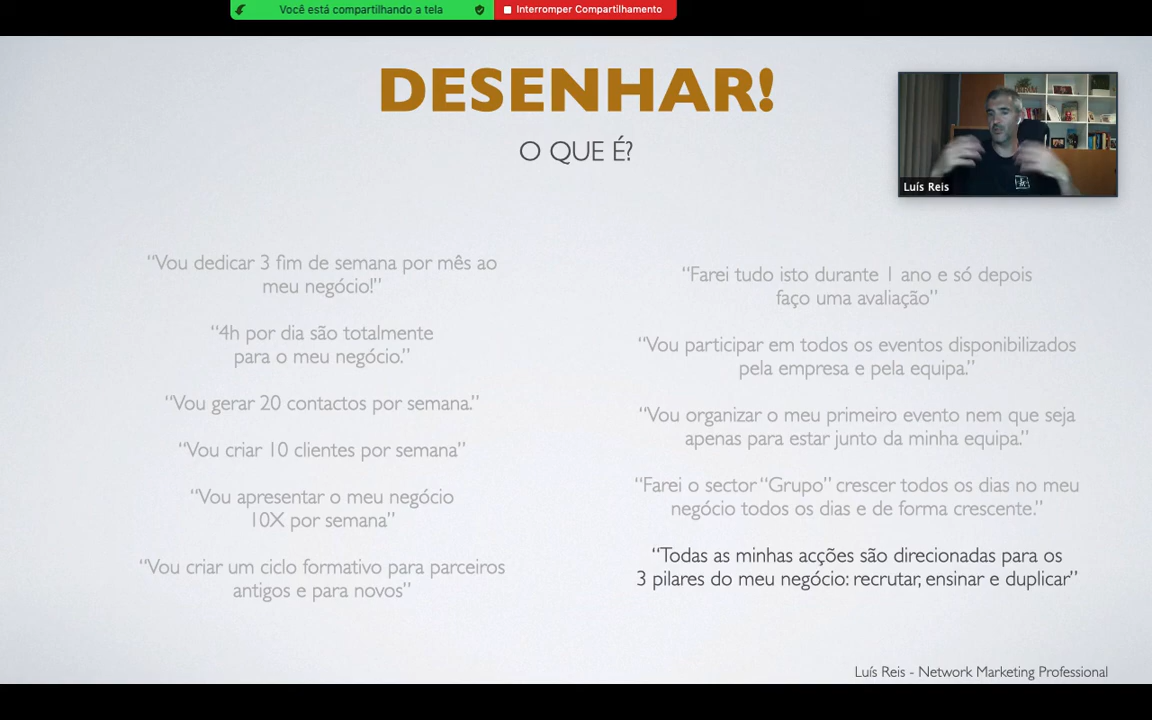 Você está compartilhando a tela
Interromper Compartilhamento
DESENHAR!
O QUE É?
Luís Reis
“Vou dedicar 3 fim de semana por mês ao
meu negócio!”
“4h por dia são totalmente
para o meu negócio.”
“Vou gerar 20 contactos por semana.”
“Vou criar 10 clientes por semana”
“Vou apresentar o meu negócio
10X por semana”
“Vou criar um ciclo formativo para parceiros
antigos e para novos”
“Farei tudo isto durante 1 ano e só depois
faço uma avaliação”
“Vou participar em todos os eventos disponibilizados
pela empresa e pela equipa.”
“Vou organizar o meu primeiro evento nem que seja
apenas para estar junto da minha equipa.”
“Farei o sector “Grupo” crescer todos os dias no meu
negócio todos os dias e de forma crescente.”
“Todas as minhas acções são direcionadas para os
3 pilares do meu negócio: recrutar, ensinar e duplicar”
Luís Reis - Network Marketing Professional